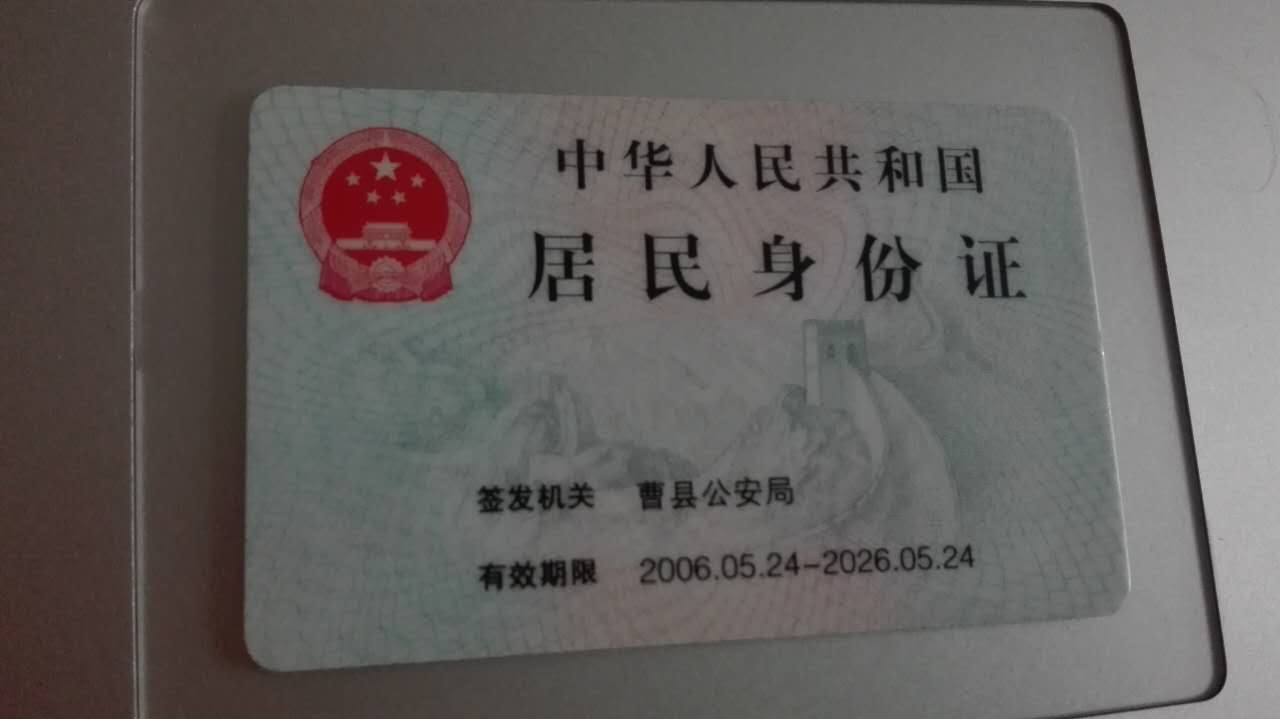 中华人民共和国
居民身份证
签发机关 曹县公安局
有效期限 2006.05.24-2026.05.24